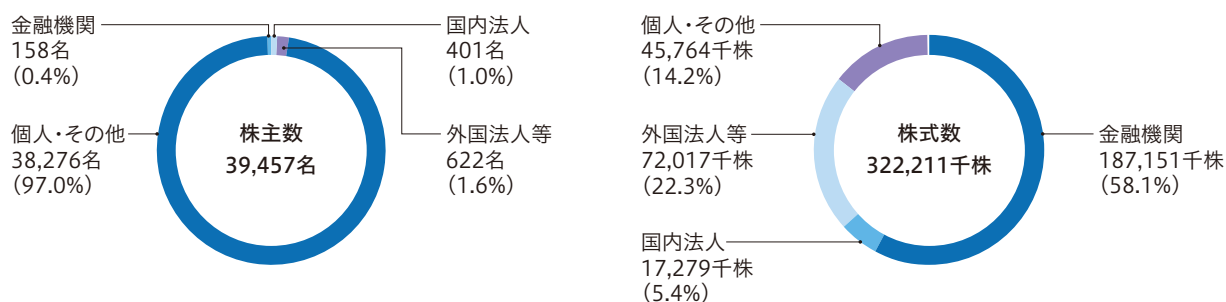 金融機関
158名
（0.4%）
国内法人
401名
（1.0%）
個人・その他
38,276名
（97.0%）
株主数
39,457名
外国法人等
622名
（1.6%）
個人・その他
45,764千株
（14.2%）
外国法人等
72,017千株
（22.3%）
株式数
322,211千株
金融機関
187,151千株
（58.1%）
国内法人
17,279千株
（5.4%）